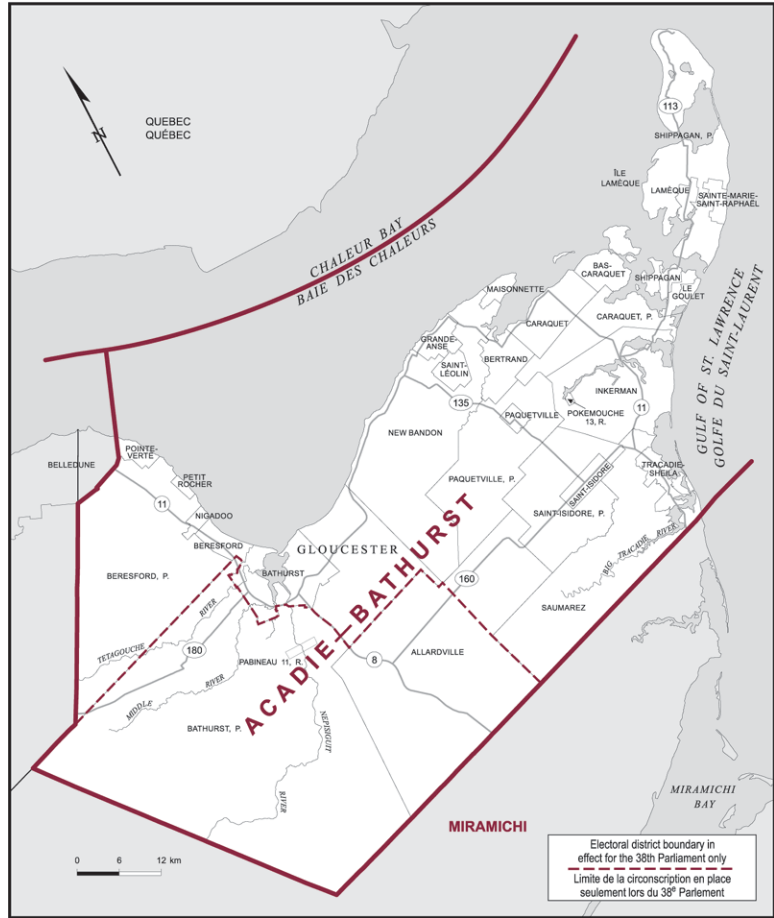 N
QUEBEC
QUÉBEC
113
SHIPPAGAN, P.
ÎLE
LAMÈQUE
LAMÈQUE
SAINTE-MARIE-
SAINT-RAPHAËL
CHALEUR BAY
BAIE DES CHALEURS
BAS-
CARAQUET
SHIPPAGAN
LE
GOULET
MAISONNETTE
CARAQUET
CARAQUET, P.
GULF OF ST. LAWRENCE
GOLFE DU SAINT-LAURENT
GRANDE-
ANSE
SAINT-
LÉOLIN
BERTRAND
INKERMAN
135
PAQUETVILLE
POKEMOUCHE
13, R.
11
NEW BANDON
POINTE-
VERTE
BELLEDUNE
PETIT
ROCHER
TRACADIE-
SHEILA
SAINT-ISIDORE
PAQUETVILLE, P.
11
NIGADOO
SAINT-ISIDORE, P.
BERESFORD
GLOUCESTER
BIG TRACADIE RIVER
BERESFORD, P.
BATHURST
160
SAUMAREZ
RIVER
TETAGOUCHE
180
PABINEAU 11, R.
8
ALLARDVILLE
ACADIE—BATHURST
MIDDLE RIVER
BATHURST, P.
NEPISIGUIT
RIVER
MIRAMICHI
BAY
MIRAMICHI
0 6 12 km
Electoral district boundary in
effect for the 38th Parliament only
Limite de la circonscription en place
seulement lors du 38e Parlement